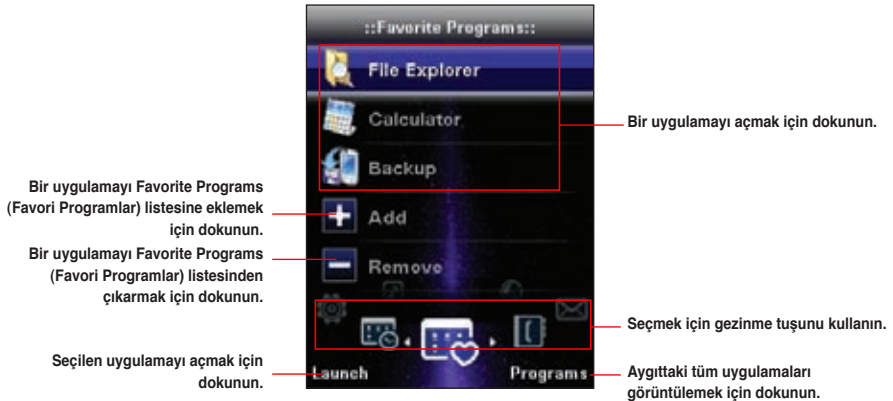 ::Favorite Programs::
File Explorer
Calculator
Backup
Add
Remove
Launch
Programs
Bir uygulamayı açmak için dokunun.
Bir uygulamayı Favorite Programs
(Favori Programlar) listesine eklemek
için dokunun.
Bir uygulamayı Favorite Programs
(Favori Programlar) listesinden
çıkarmak için dokunun.
Seçmek için gezinme tuşunu kullanın.
Seçilen uygulamayı açmak için
dokunun.
Aygıttaki tüm uygulamaları
görüntülemek için dokunun.